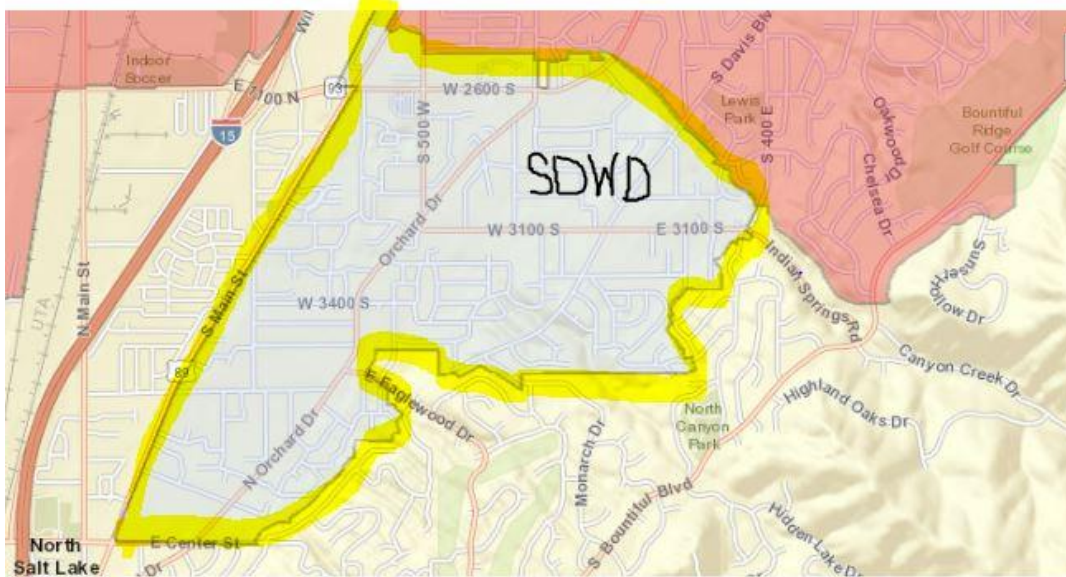 Indoor
Soccer
E 1100 N
93
15
W 2600 S
S 500 W
S Davis Blvd
Lewis
Park
S 400 E
Oakwood Dr
Chelsea Dr
Bountiful
Ridge
Golf Course
SDWD
Orchard Dr
W 3100 S
E 3100 S
Indian Springs Rd
Sunset
Hollow Dr
UTA
N Main St
S Main St
W 3400 S
89
Canyon Creek Dr
E Eaglewood Dr
Highland Oaks Dr
North
Canyon
Park
N Orchard Dr
Monarch Dr
S Bountiful Blvd
Hidden Lake Dr
E Center St
North
Salt Lake
Dr